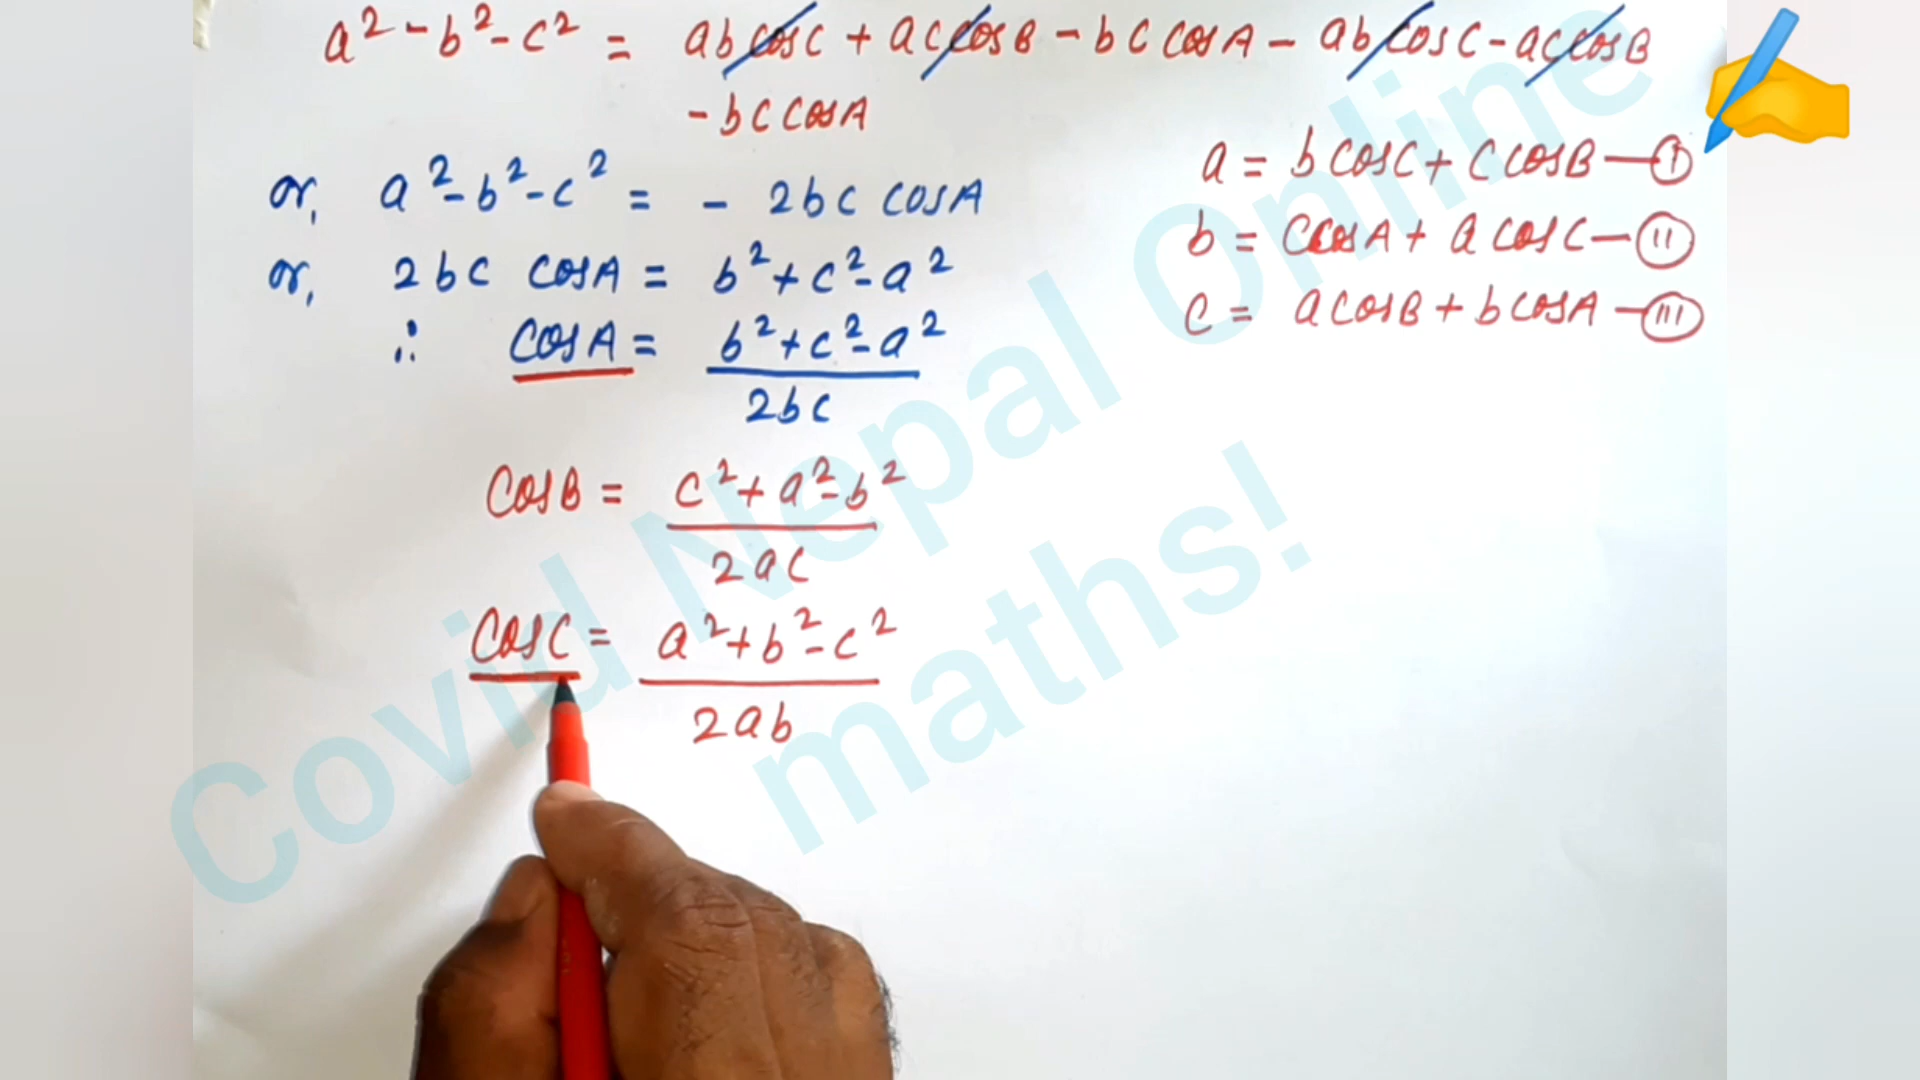 a² - b² - c² = ab cosC + ac cosB - bc cosA - ab cosC - ac cosB
- bc cosA
or, a² - b² - c² = - 2bc cosA
or, 2bc cosA = b² + c² - a²
∴ cosA = b² + c² - a²
2bc
cosB = c² + a² - b²
2ac
cosC = a² + b² - c²
2ab
a = b cosC + c cosB — I
b = c cosA + a cosC — II
c = a cosB + b cosA — III
Covid Nepal Online
maths!